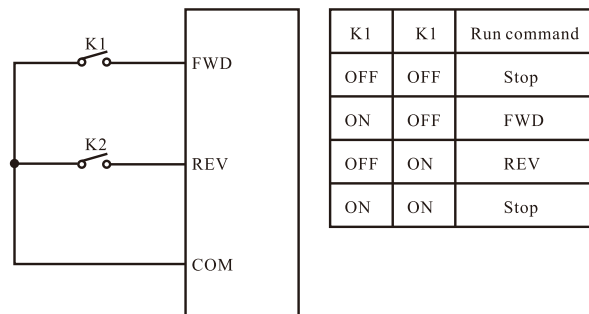 K1
FWD
K2
REV
COM
K1 K1 Run command
OFF OFF Stop
ON OFF FWD
OFF ON REV
ON ON Stop